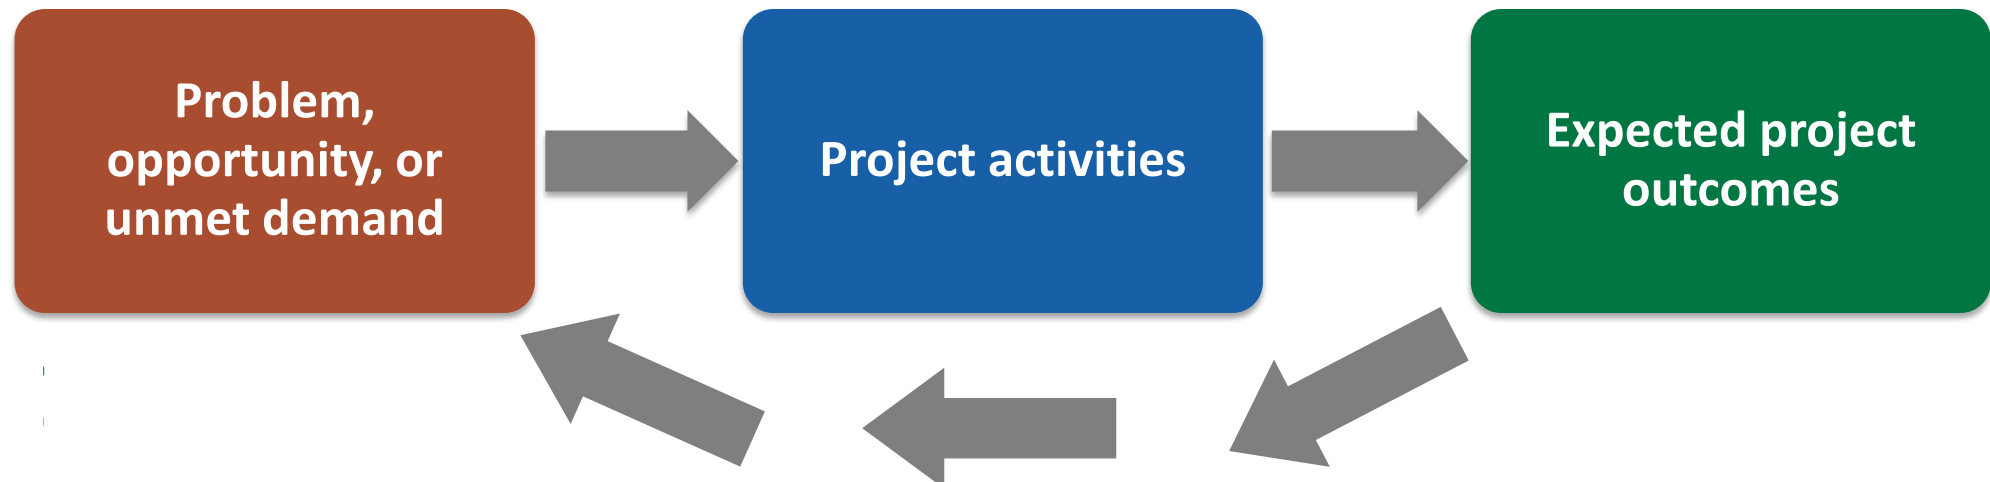 Problem,
opportunity, or
unmet demand
Project activities
Expected project
outcomes